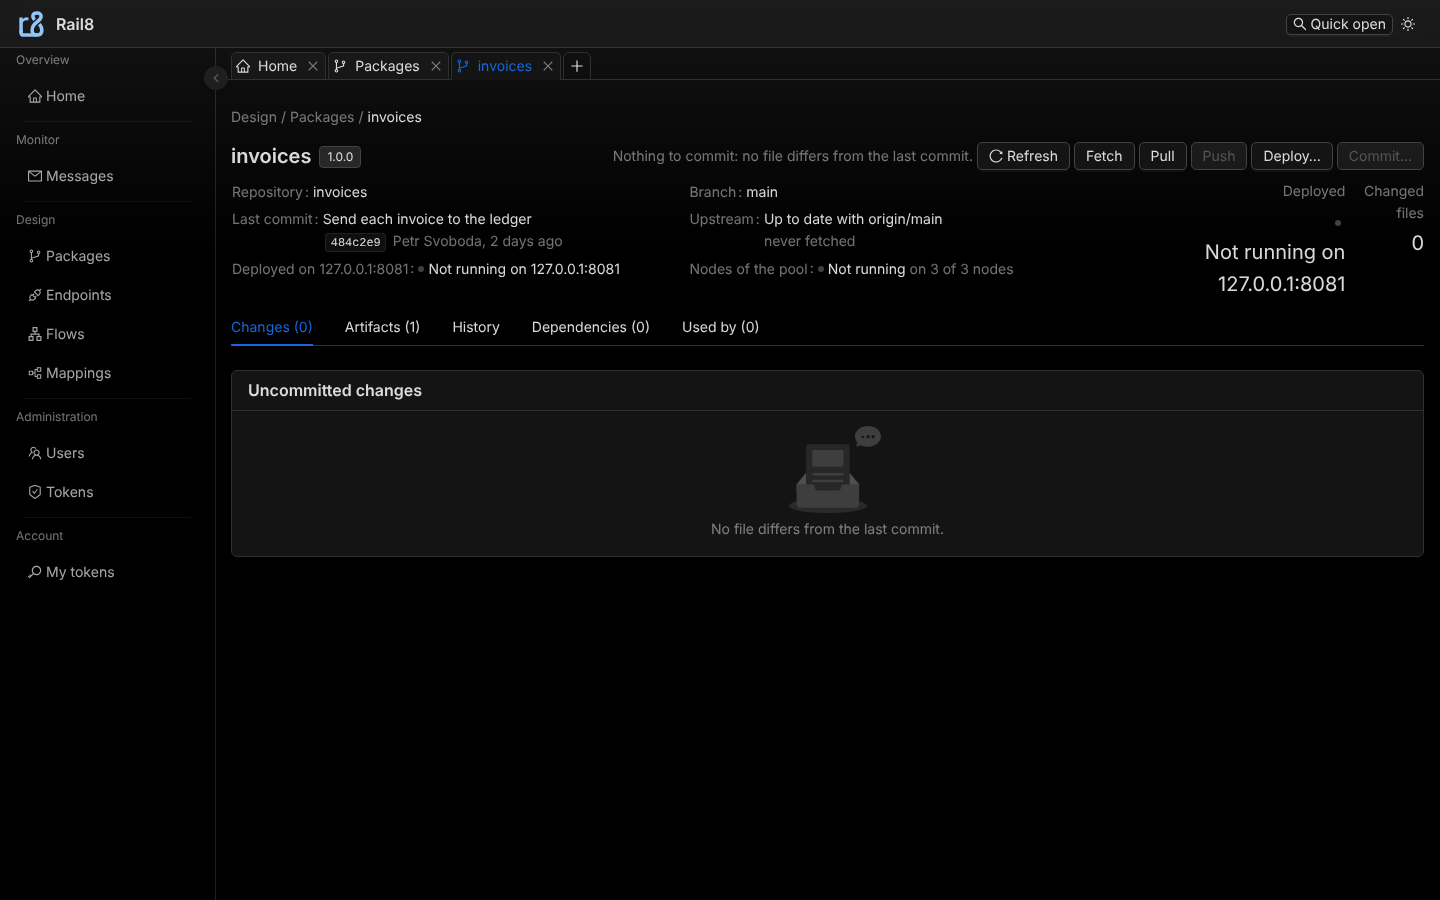 Rail8
Quick open
Overview
Home
Monitor
Messages
Design
Packages
Endpoints
Flows
Mappings
Administration
Users
Tokens
Account
My tokens
Home
Packages
invoices
Design / Packages / invoices
invoices 1.0.0
Nothing to commit: no file differs from the last commit.
Refresh
Fetch
Pull
Push
Deploy...
Commit...
Repository: invoices
Branch: main
Last commit: Send each invoice to the ledger
484c2e9 Petr Svoboda, 2 days ago
Upstream: Up to date with origin/main
never fetched
Deployed on 127.0.0.1:8081: Not running on 127.0.0.1:8081
Nodes of the pool: Not running on 3 of 3 nodes
Deployed
Not running on
127.0.0.1:8081
Changed
files
0
Changes (0)
Artifacts (1)
History
Dependencies (0)
Used by (0)
Uncommitted changes
No file differs from the last commit.